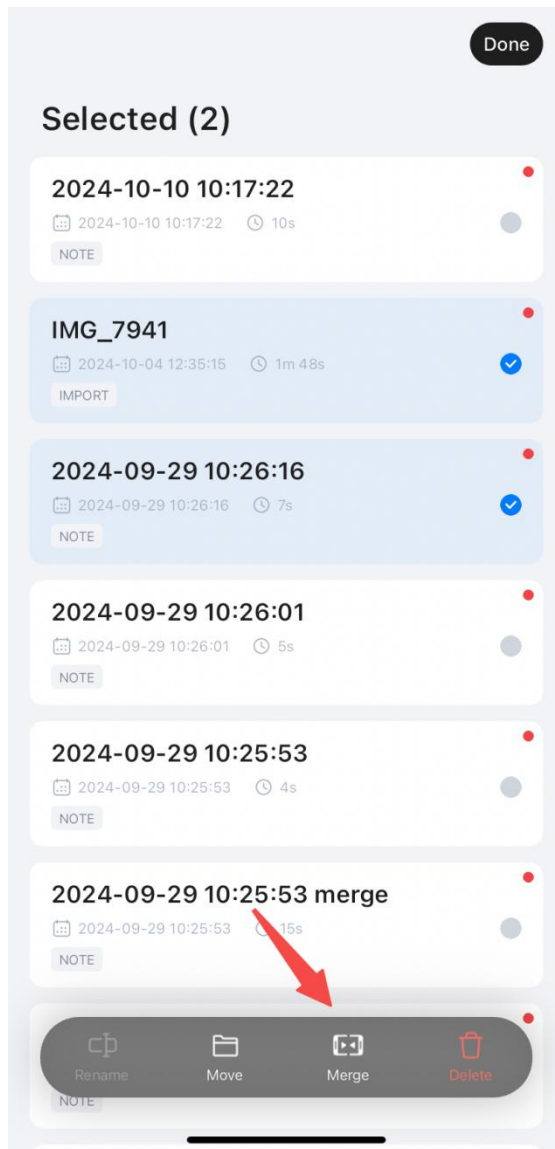 Done
Selected (2)
2024-10-10 10:17:22
2024-10-10 10:17:22 10s
NOTE
IMG_7941
2024-10-04 12:35:15 1m 48s
IMPORT
2024-09-29 10:26:16
2024-09-29 10:26:16 7s
NOTE
2024-09-29 10:26:01
2024-09-29 10:26:01 5s
NOTE
2024-09-29 10:25:53
2024-09-29 10:25:53 4s
NOTE
2024-09-29 10:25:53 merge
2024-09-29 10:25:53 15s
NOTE
Rename Move Merge Delete
NOTE